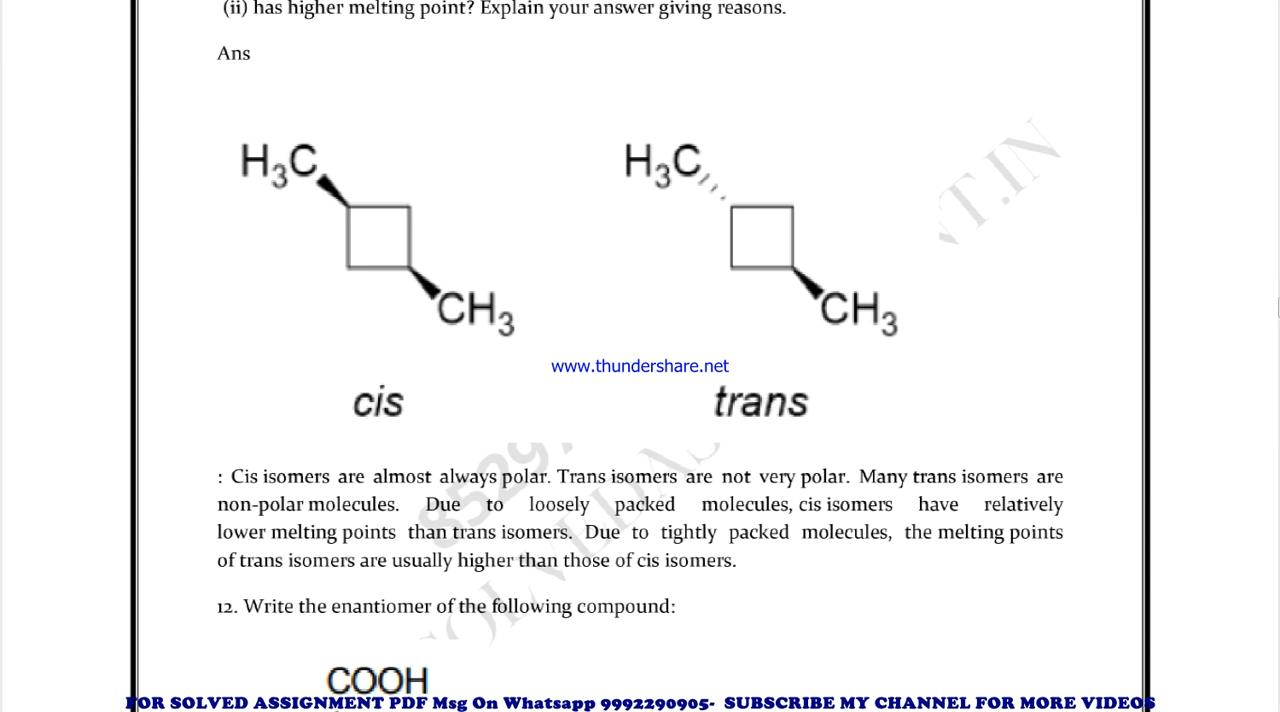 (ii) has higher melting point? Explain your answer giving reasons.
Ans
H3C
H3C
CH3
CH3
www.thundershare.net
cis
trans
: Cis isomers are almost always polar. Trans isomers are not very polar. Many trans isomers are
non-polar molecules. Due to loosely packed molecules, cis isomers have relatively
lower melting points than trans isomers. Due to tightly packed molecules, the melting points
of trans isomers are usually higher than those of cis isomers.
12. Write the enantiomer of the following compound:
COOH
FOR SOLVED ASSIGNMENT PDF Msg On Whatsapp 9992290905- SUBSCRIBE MY CHANNEL FOR MORE VIDEOS